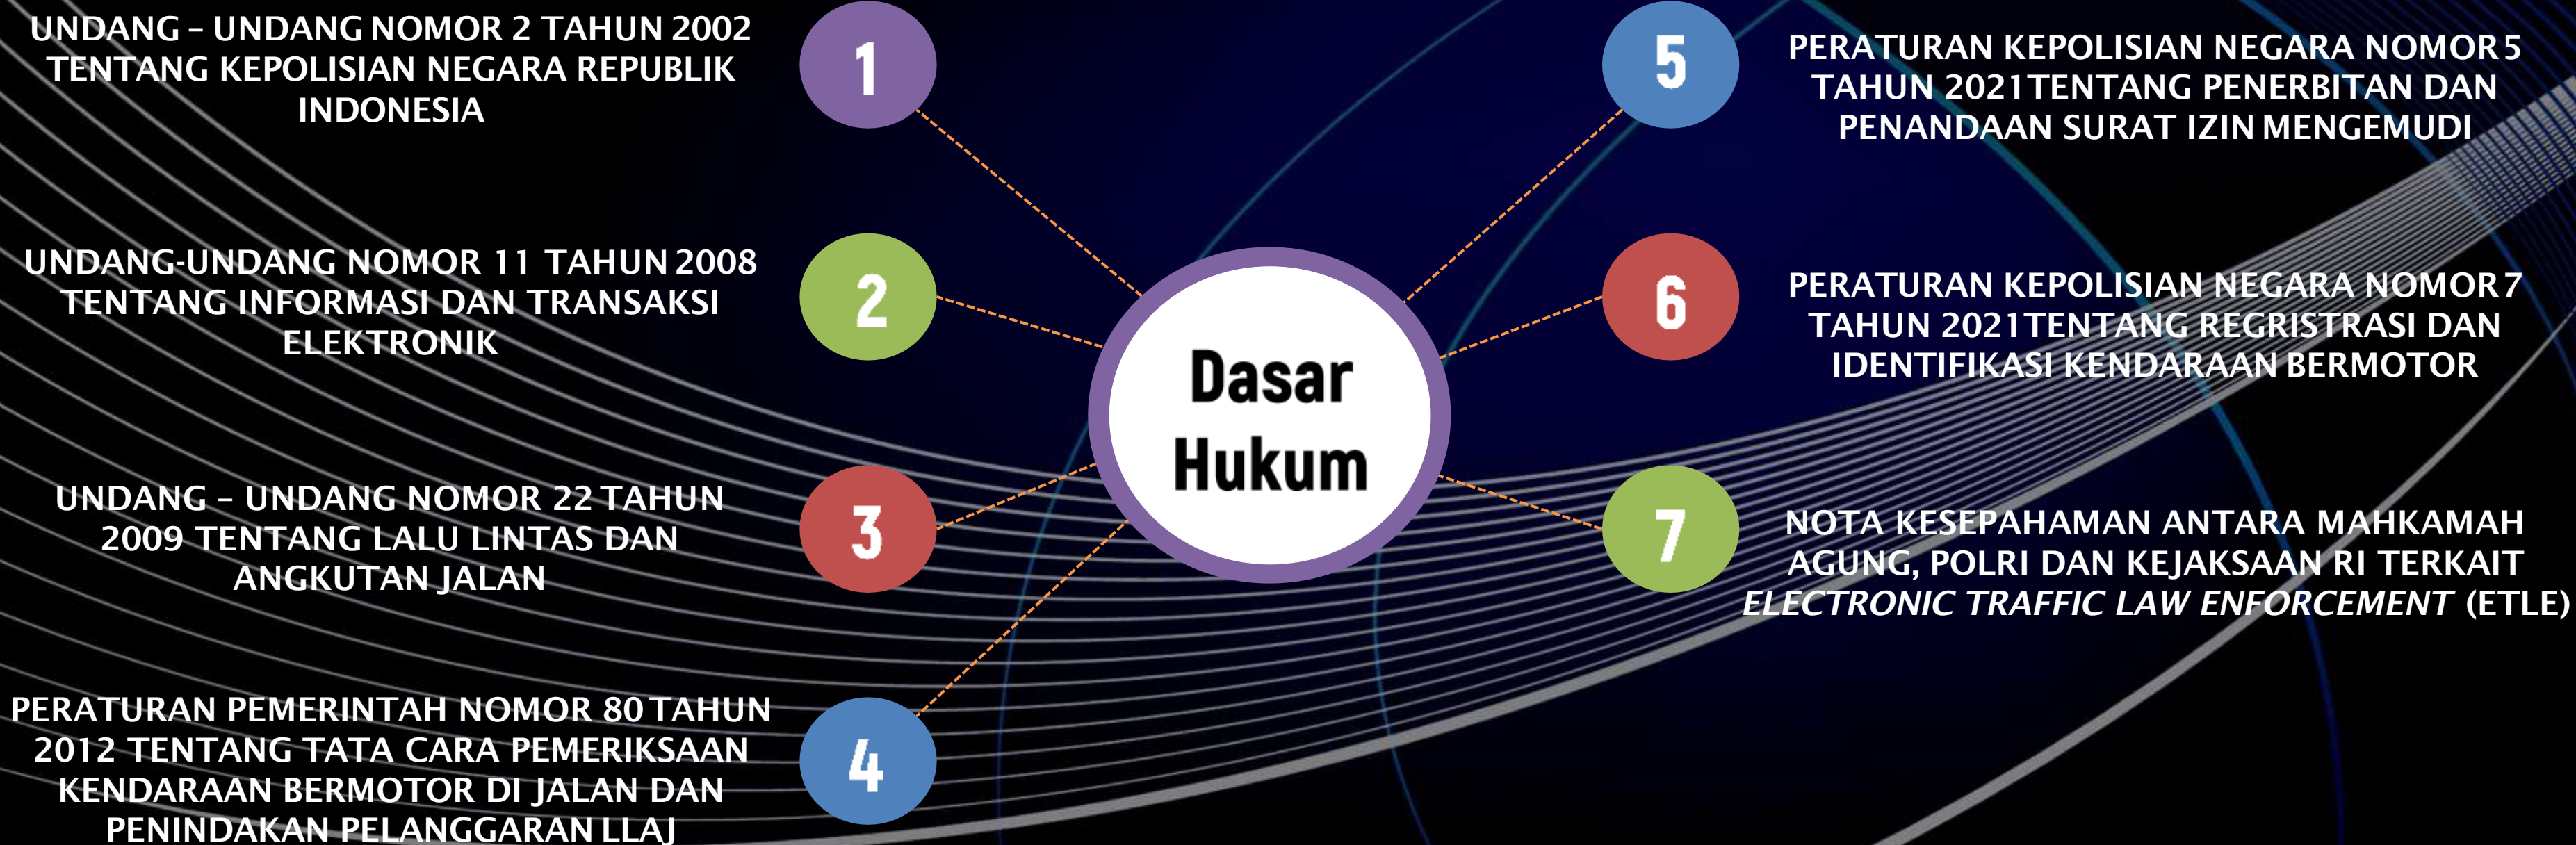 1
UNDANG – UNDANG NOMOR 2 TAHUN 2002
TENTANG KEPOLISIAN NEGARA REPUBLIK
INDONESIA
2
UNDANG-UNDANG NOMOR 11 TAHUN 2008
TENTANG INFORMASI DAN TRANSAKSI
ELEKTRONIK
3
UNDANG – UNDANG NOMOR 22 TAHUN
2009 TENTANG LALU LINTAS DAN
ANGKUTAN JALAN
4
PERATURAN PEMERINTAH NOMOR 80 TAHUN
2012 TENTANG TATA CARA PEMERIKSAAN
KENDARAAN BERMOTOR DI JALAN DAN
PENINDAKAN PELANGGARAN LLAJ
Dasar
Hukum
5
PERATURAN KEPOLISIAN NEGARA NOMOR 5
TAHUN 2021 TENTANG PENERBITAN DAN
PENANDAAN SURAT IZIN MENGEMUDI
6
PERATURAN KEPOLISIAN NEGARA NOMOR 7
TAHUN 2021 TENTANG REGRISTRASI DAN
IDENTIFIKASI KENDARAAN BERMOTOR
7
NOTA KESEPAHAMAN ANTARA MAHKAMAH
AGUNG, POLRI DAN KEJAKSAAN RI TERKAIT
ELECTRONIC TRAFFIC LAW ENFORCEMENT (ETLE)